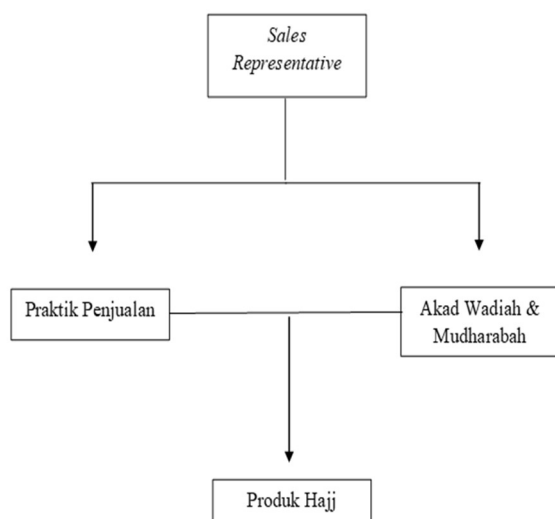 Sales
Representative
Praktik Penjualan
Akad Wadiah &
Mudharabah
Produk Hajj